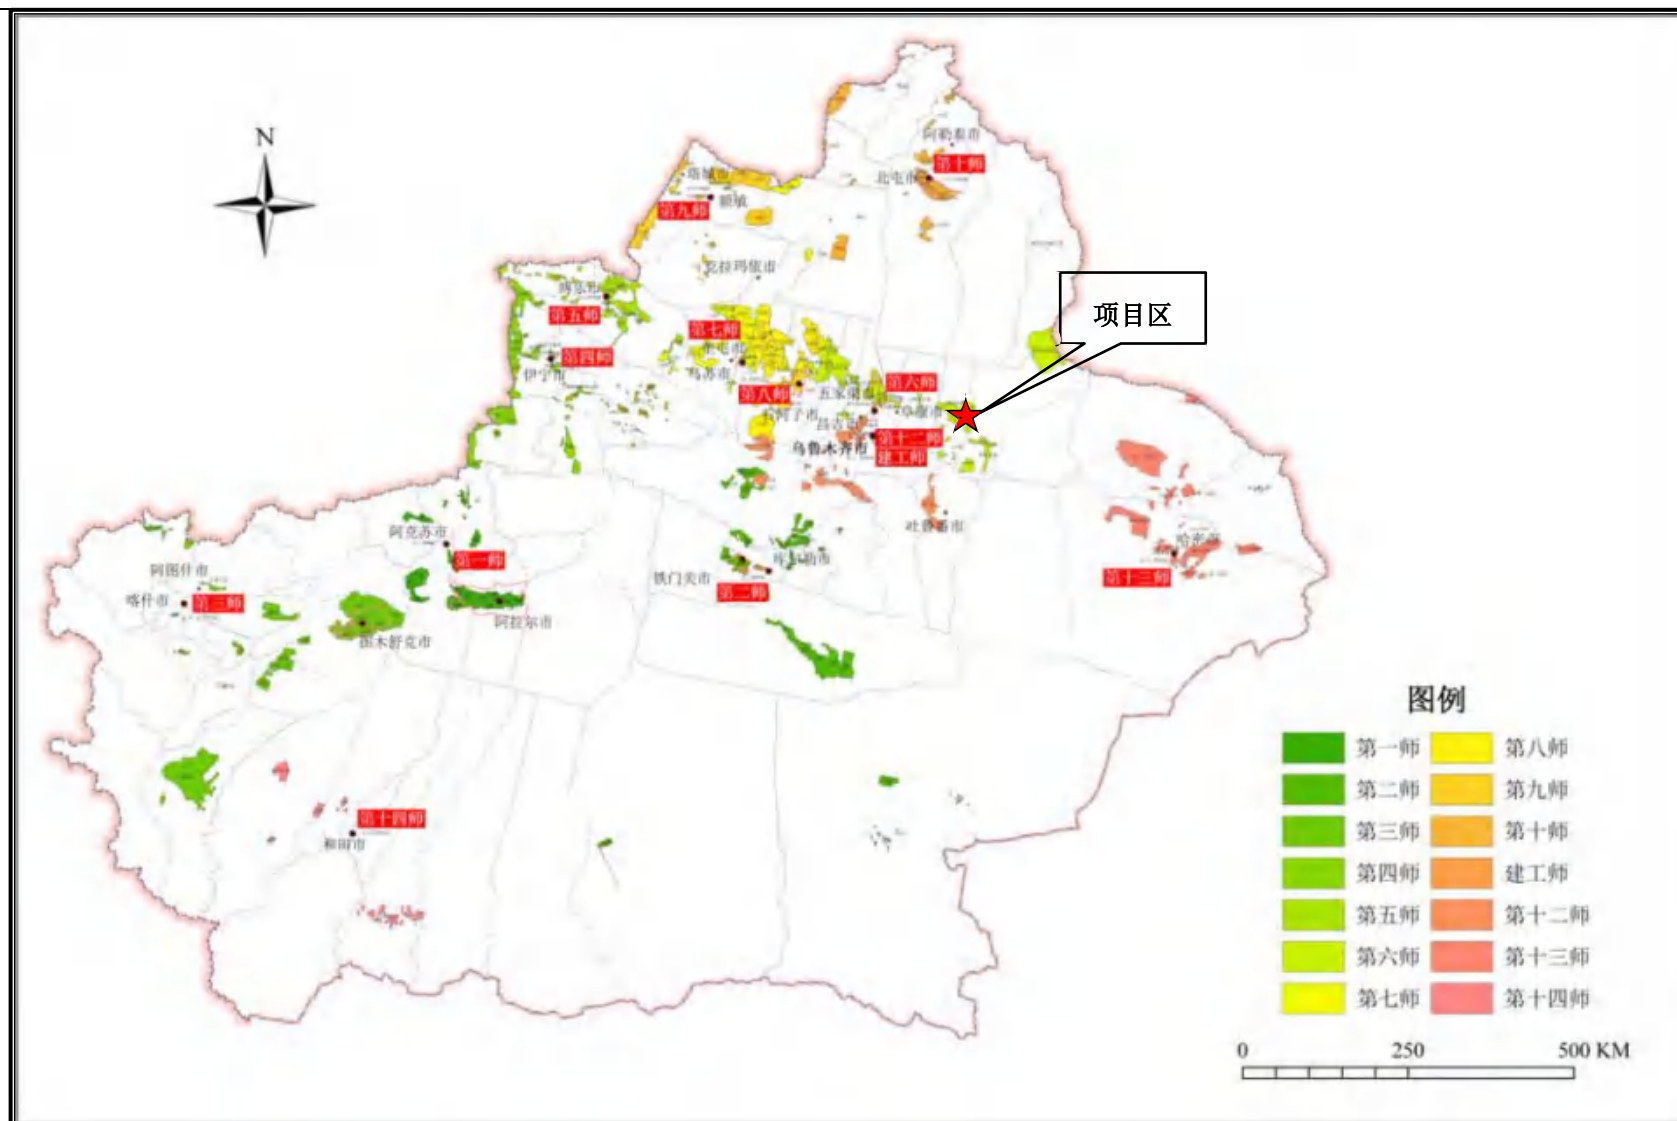 N
阿勒泰市
第十师
北屯市
塔城市
额敏
第九师
克拉玛依市
项目区
博乐市
第五师
第七师
奎屯市
第四师
伊宁市
乌苏市
第六师
第八师
五家渠市
石河子市
阜康市
昌吉市
第十二师
乌鲁木齐市
建工师
阿克苏市
吐鲁番市
哈密市
第一师
库尔勒市
阿图什市
铁门关市
第十三师
第二师
喀什市
第三师
阿拉尔市
图木舒克市
第十四师
和田市
图例
第一师 第八师
第二师 第九师
第三师 第十师
第四师 建工师
第五师 第十二师
第六师 第十三师
第七师 第十四师
0 250 500 KM